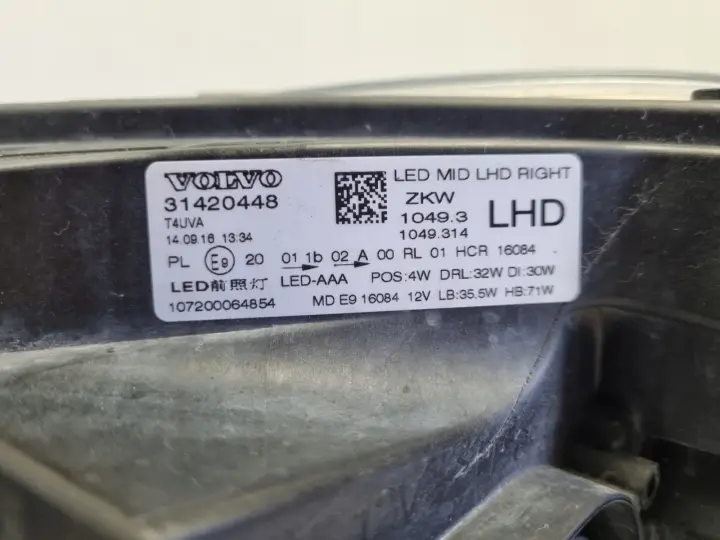 VOLVO
31420448
T4UVA
14.09.16 13:34
LED MID LHD RIGHT
ZKW
1049.3
1049.314
LHD
PL E9 20 01 1b 02 A 00 RL 01 HCR 16084
LED前照灯 LED-AAA POS:4W DRL:32W DI:30W
107200064854 MD E9 16084 12V LB:35.5W HB:71W